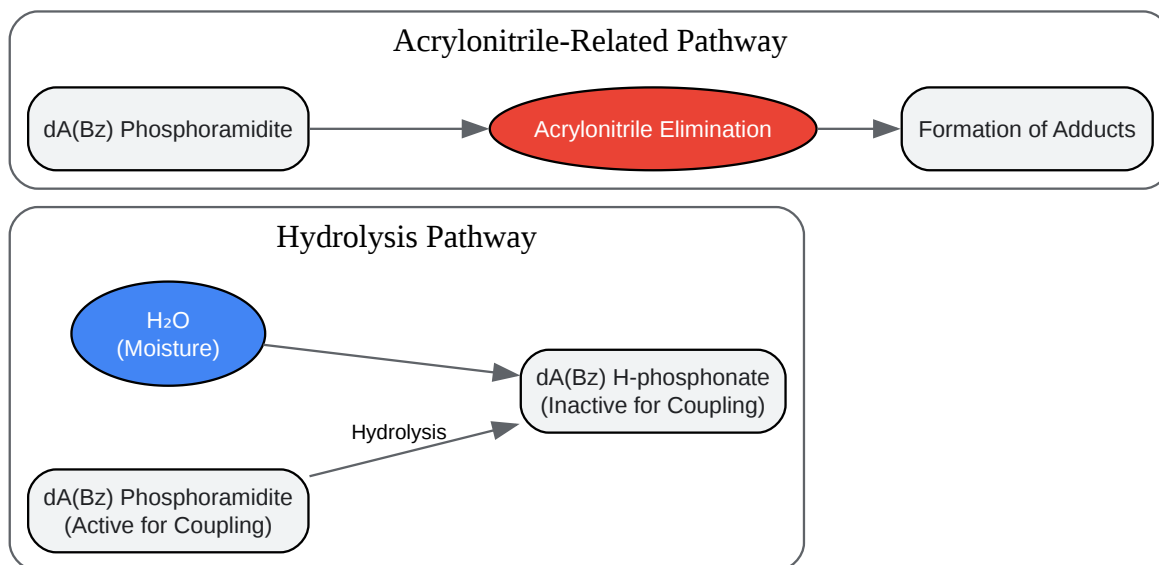 Acrylonitrile-Related Pathway
dA(Bz) Phosphoramidite
Acrylonitrile Elimination
Formation of Adducts
Hydrolysis Pathway
H₂O
(Moisture)
dA(Bz) H-phosphonate
(Inactive for Coupling)
Hydrolysis
dA(Bz) Phosphoramidite
(Active for Coupling)